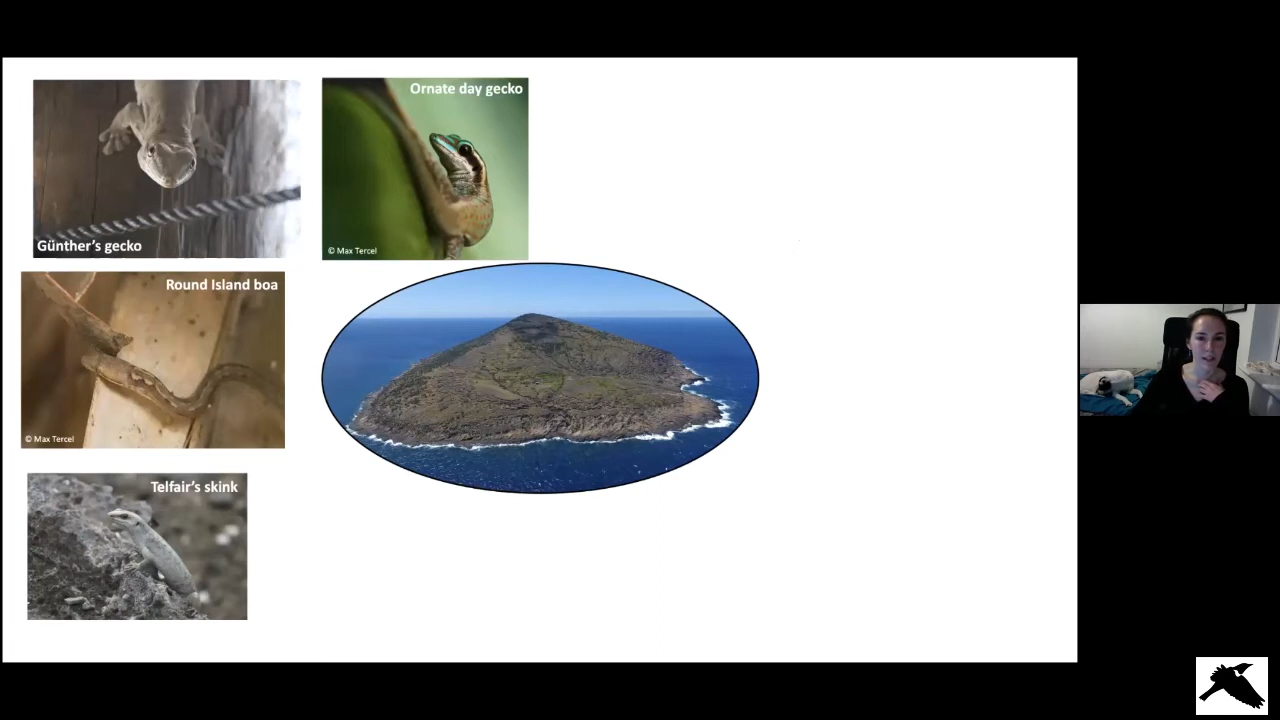 Günther's gecko
Ornate day gecko
© Max Tercel
Round Island boa
© Max Tercel
Telfair's skink